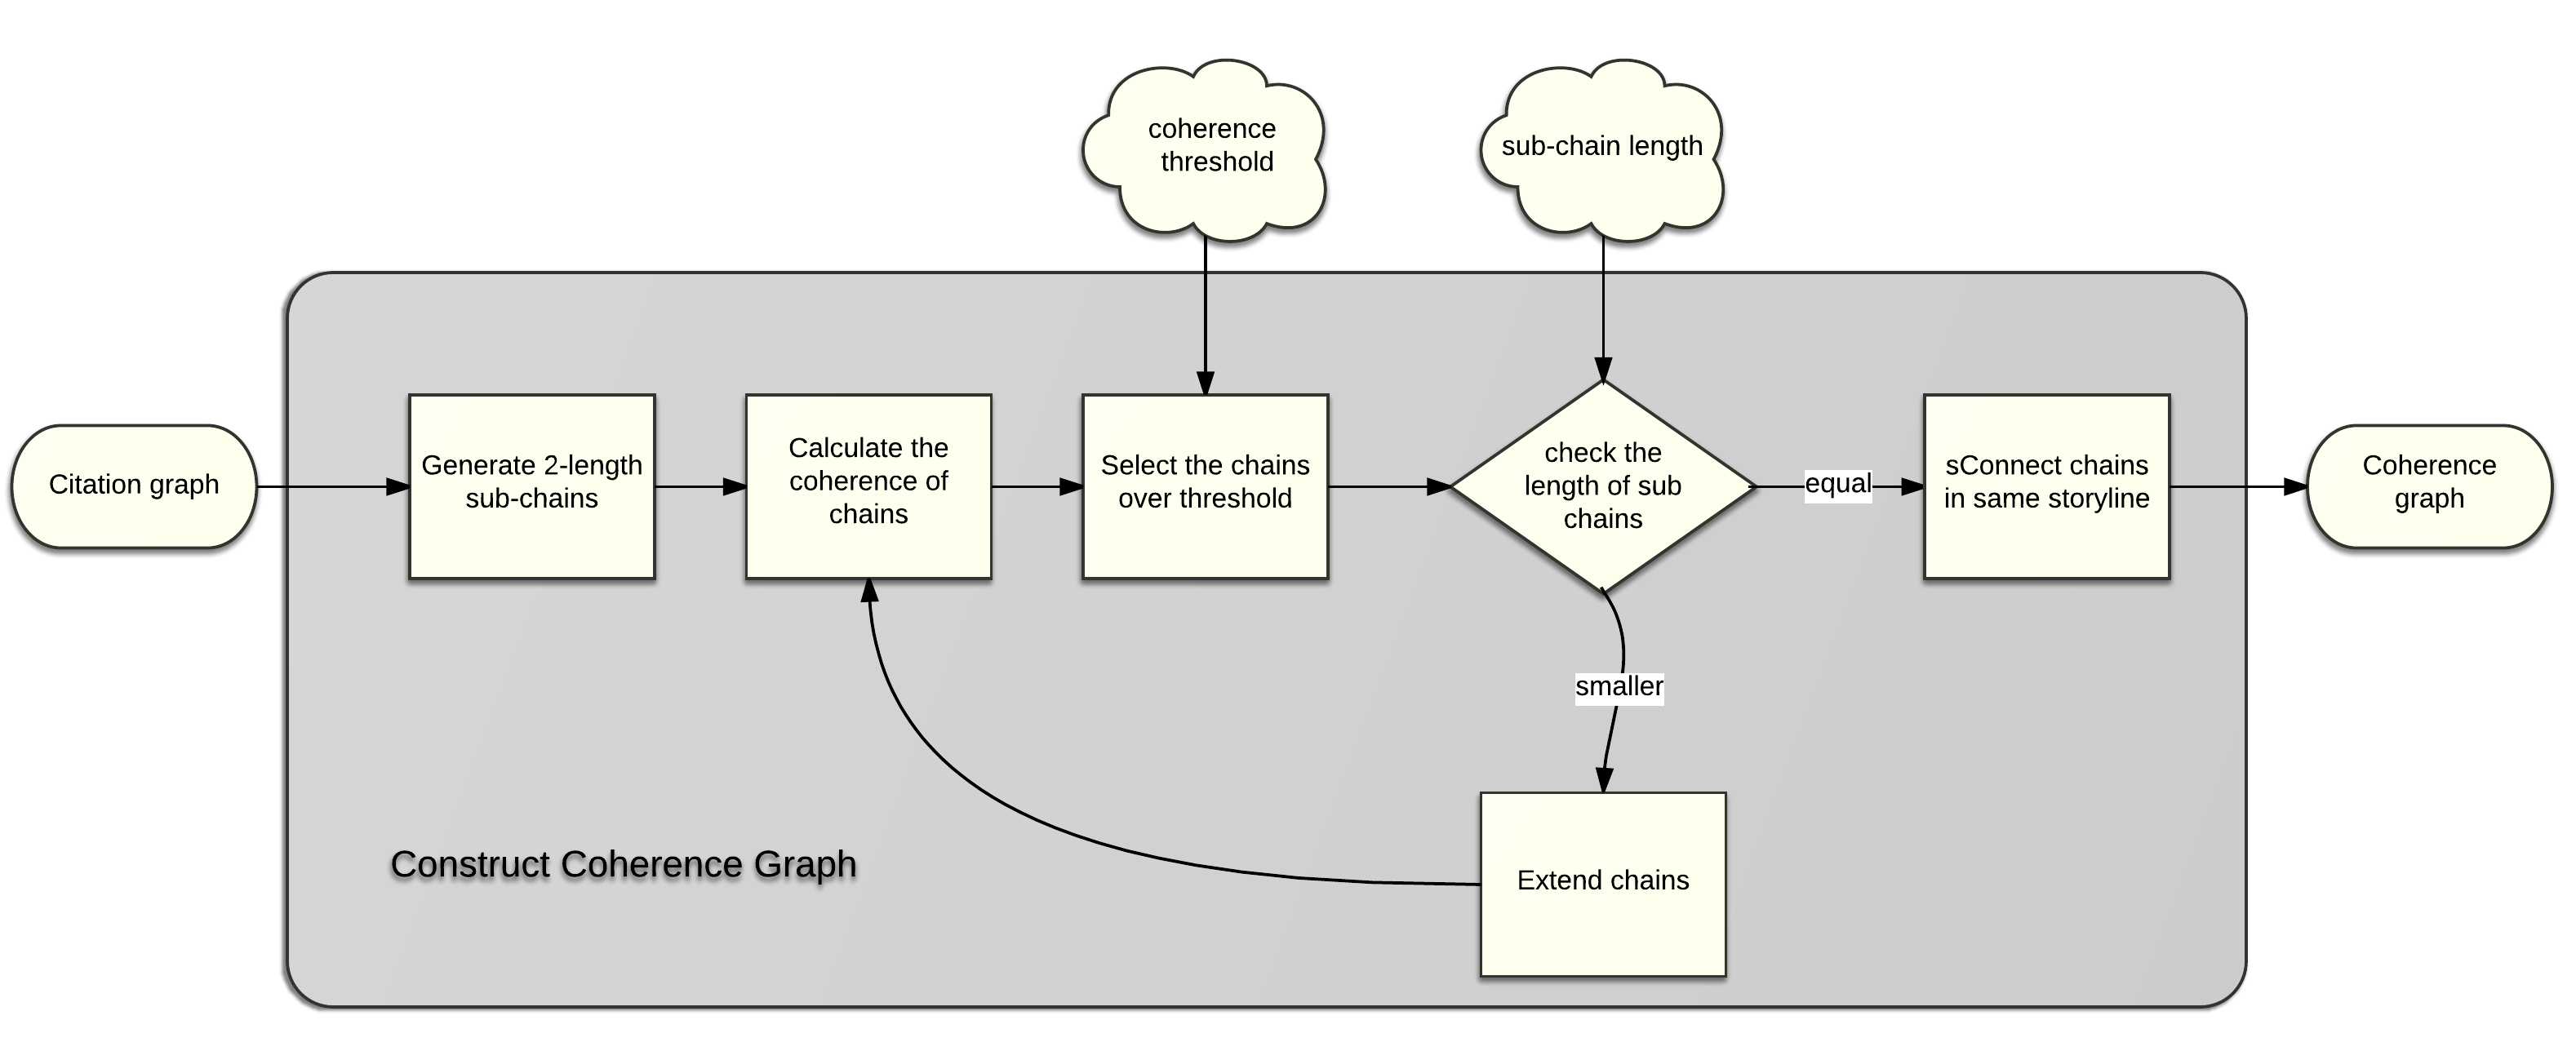 coherence
threshold
sub-chain length
Citation graph
Generate 2-length
sub-chains
Calculate the
coherence of
chains
Select the chains
over threshold
check the
length of sub
chains
equal
sConnect chains
in same storyline
Coherence
graph
smaller
Extend chains
Construct Coherence Graph